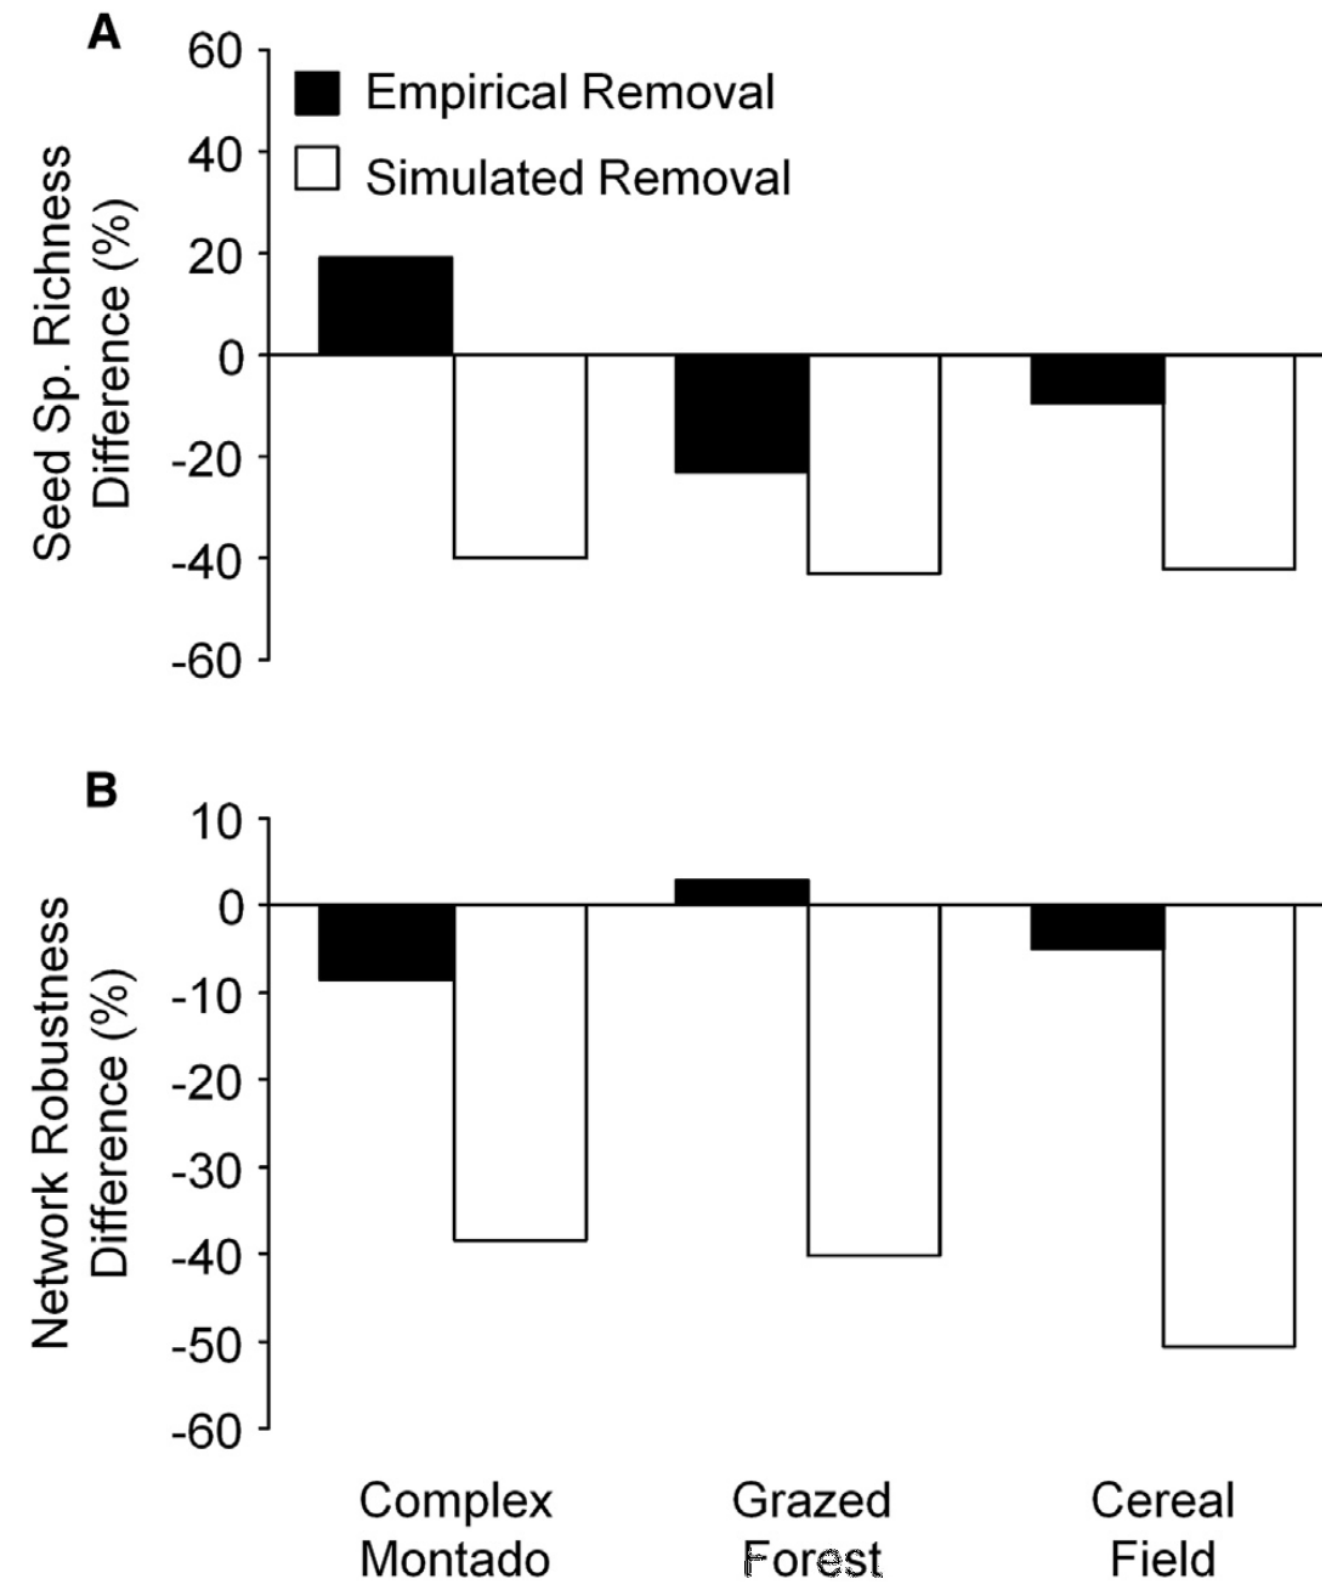 A
60
Empirical Removal
40
Simulated Removal
20
0
-20
-40
-60
Seed Sp. Richness
Difference (%)
B
10
0
-10
-20
-30
-40
-50
-60
Network Robustness
Difference (%)
Complex
Montado
Grazed
Forest
Cereal
Field